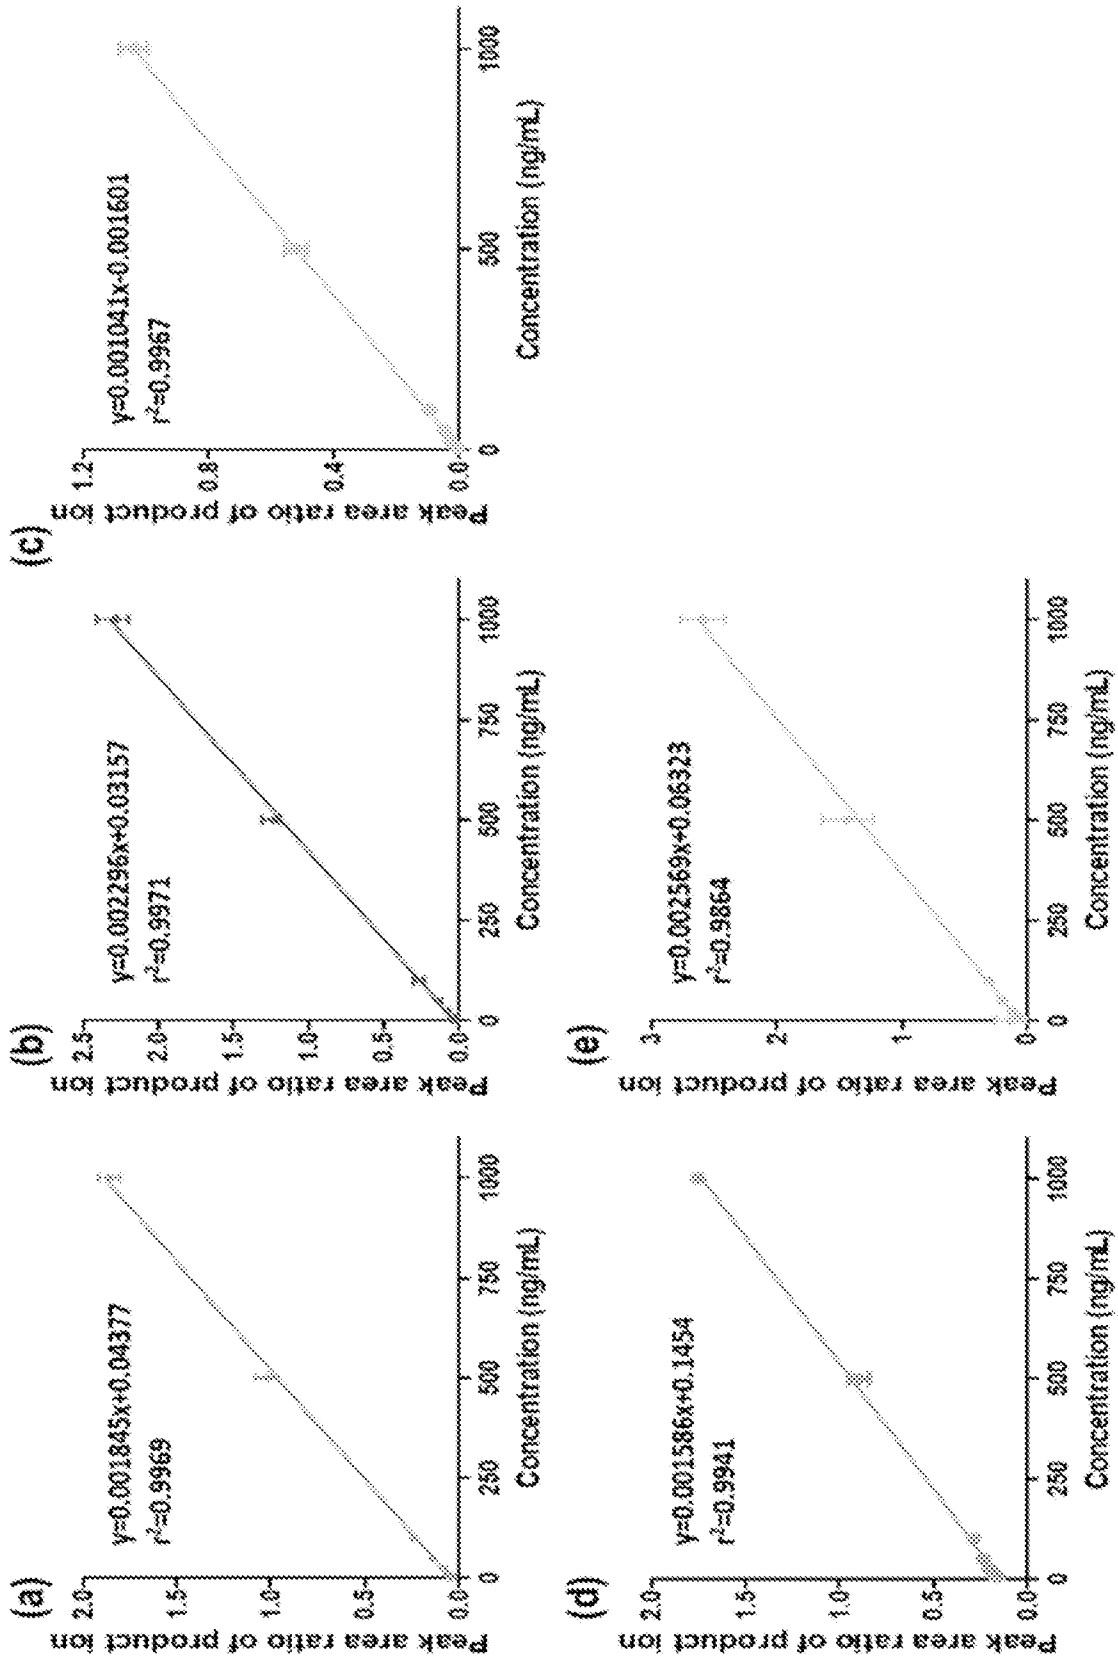 (a)
Peak area ratio of product ion
2.0
1.5
1.0
0.5
0.0
y=0.001845x+0.04377
r²=0.9969
0
250
500
750
1000
Concentration (ng/mL)
(b)
Peak area ratio of product ion
2.5
2.0
1.5
1.0
0.5
0.0
y=0.002296x+0.03157
r²=0.9971
0
250
500
750
1000
Concentration (ng/mL)
(c)
Peak area ratio of product ion
1.2
0.8
0.4
0.0
y=0.001041x-0.001601
r²=0.9967
0
500
1000
Concentration (ng/mL)
(d)
Peak area ratio of product ion
2.0
1.5
1.0
0.5
0.0
y=0.001586x+0.1454
r²=0.9941
0
250
500
750
1000
Concentration (ng/mL)
(e)
Peak area ratio of product ion
3
2
1
0
y=0.002569x+0.06323
r²=0.9864
0
250
500
750
1000
Concentration (ng/mL)